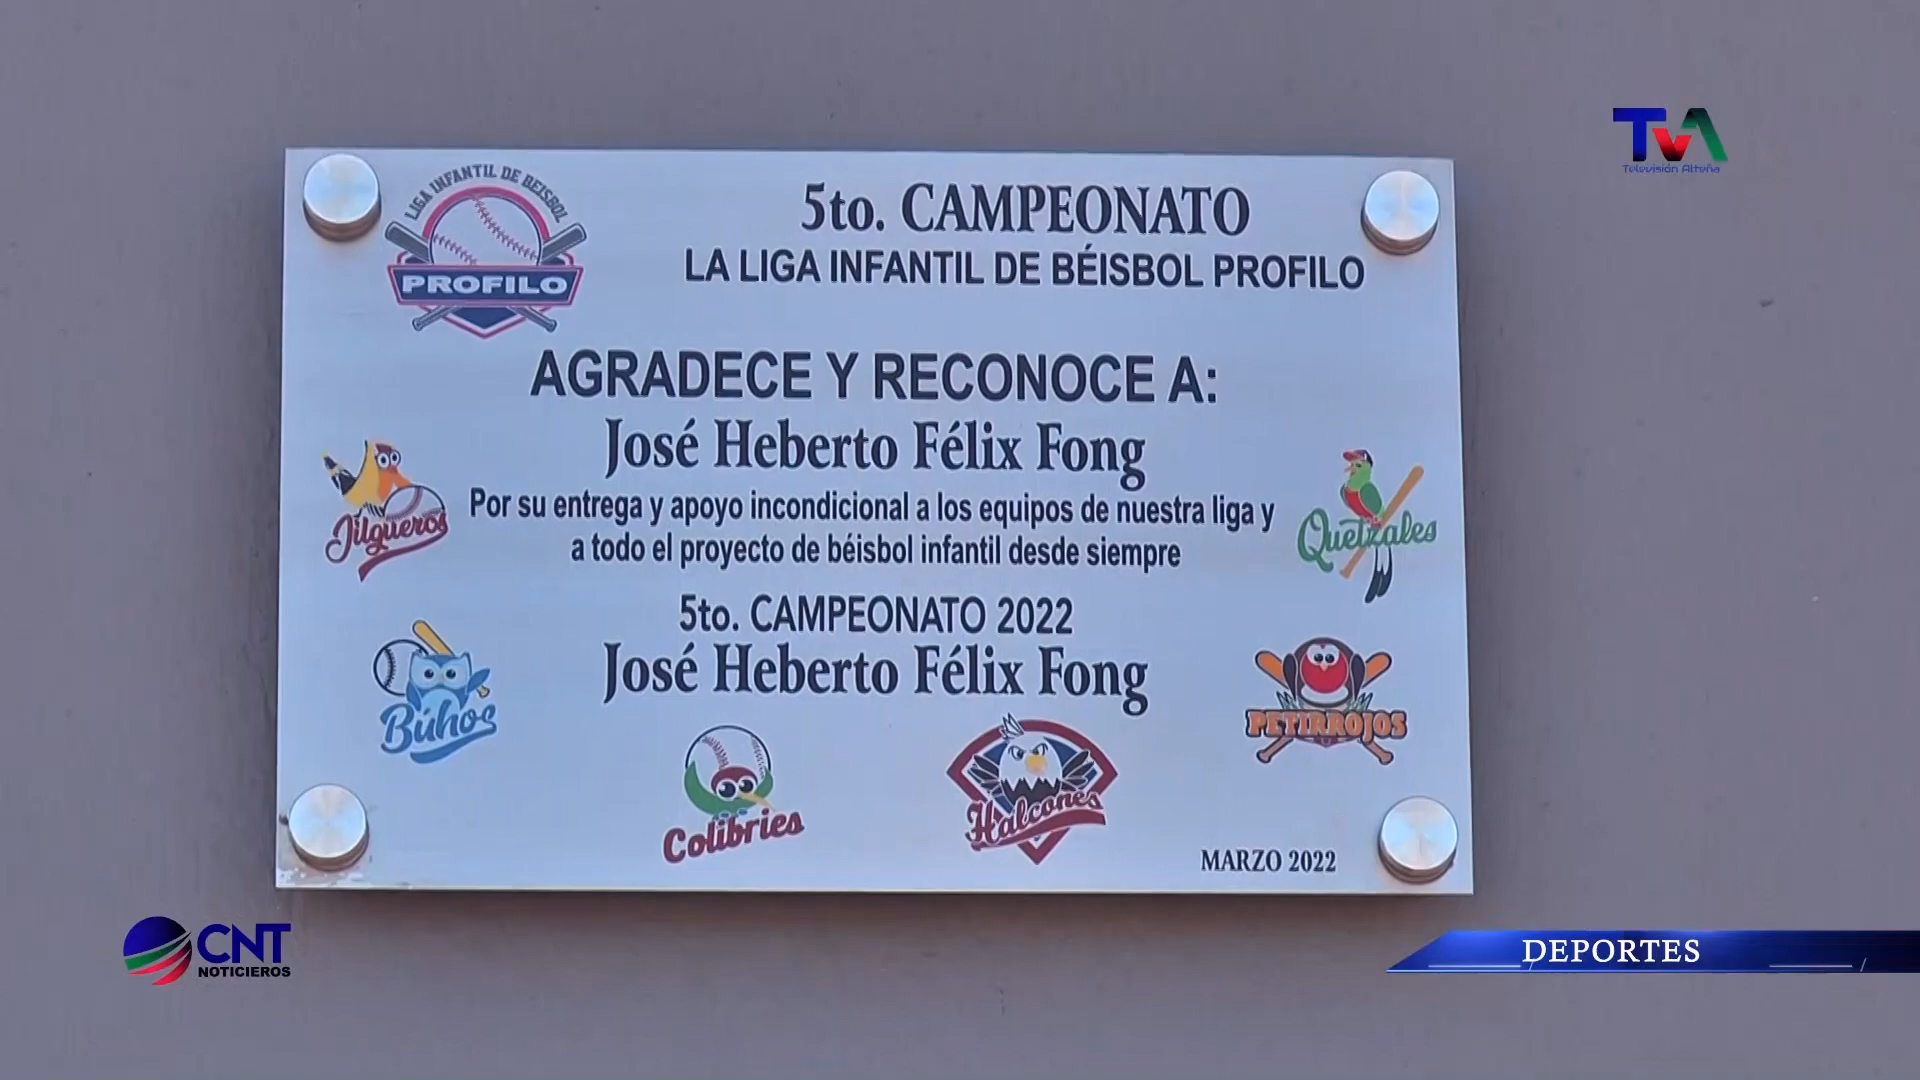 TvA
Televisión Alteña
LIGA INFANTIL DE BEISBOL
PROFILO
5to. CAMPEONATO
LA LIGA INFANTIL DE BÉISBOL PROFILO
AGRADECE Y RECONOCE A:
José Heberto Félix Fong
Por su entrega y apoyo incondicional a los equipos de nuestra liga y
a todo el proyecto de béisbol infantil desde siempre
Jilgueros
Quetzales
5to. CAMPEONATO 2022
José Heberto Félix Fong
Búhos
PETIRROJOS
Colibries
Halcones
MARZO 2022
CNT
NOTICIEROS
DEPORTES